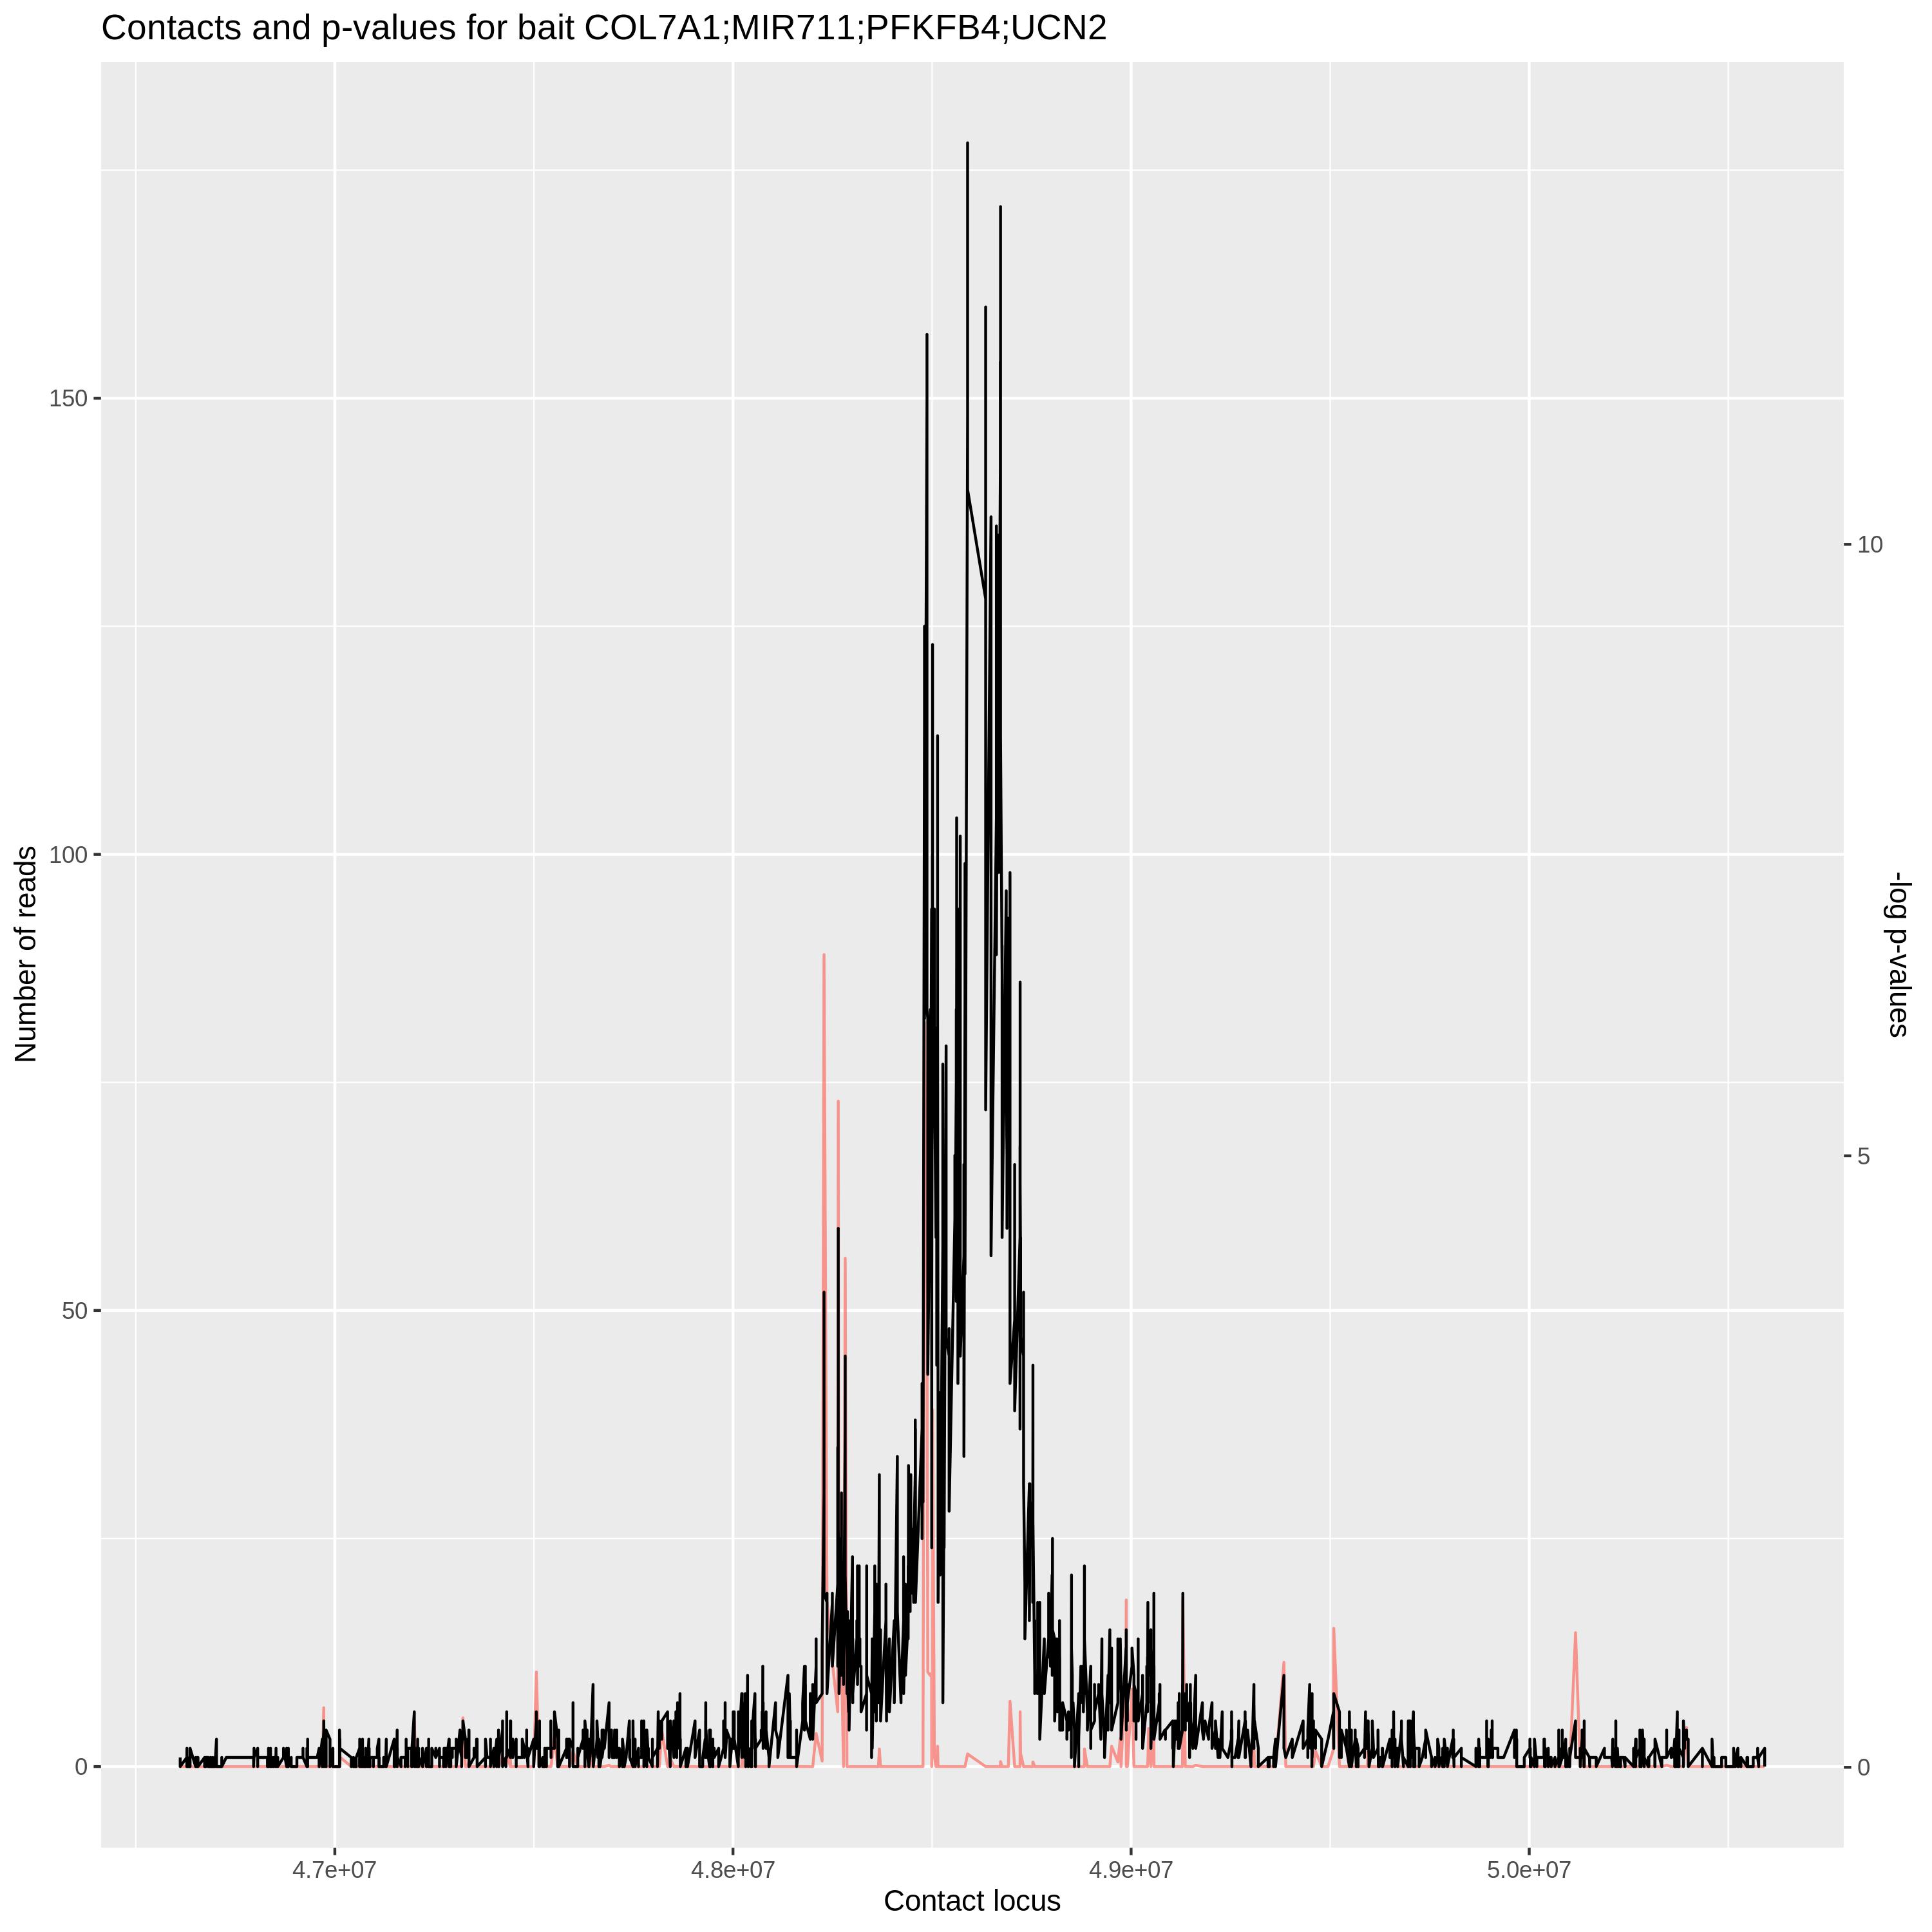 Contacts and p-values for bait COL7A1;MIR711;PFKFB4;UCN2
Number of reads
150
100
50
0
10
5
0
-log p-values
4.7e+07
4.8e+07
4.9e+07
5.0e+07
Contact locus